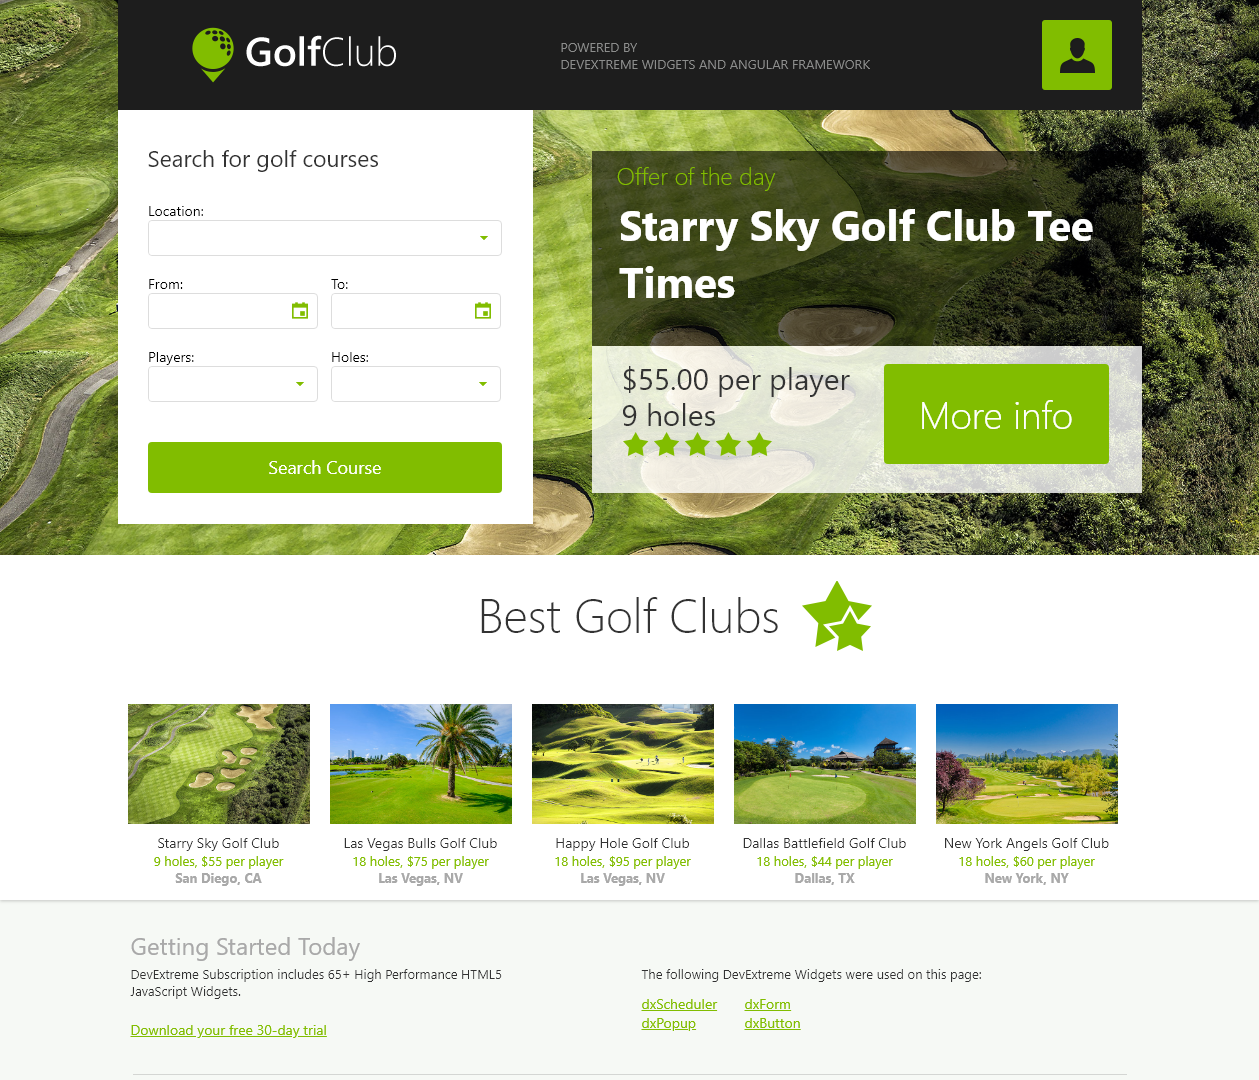 GolfClub
POWERED BY
DEVEXTREME WIDGETS AND ANGULAR FRAMEWORK
Search for golf courses
Location:
From:
To:
Players:
Holes:
Search Course
Offer of the day
Starry Sky Golf Club Tee
Times
$55.00 per player
9 holes
More info
Best Golf Clubs
Starry Sky Golf Club
9 holes, $55 per player
San Diego, CA
Las Vegas Bulls Golf Club
18 holes, $75 per player
Las Vegas, NV
Happy Hole Golf Club
18 holes, $95 per player
Las Vegas, NV
Dallas Battlefield Golf Club
18 holes, $44 per player
Dallas, TX
New York Angels Golf Club
18 holes, $60 per player
New York, NY
Getting Started Today
DevExtreme Subscription includes 65+ High Performance HTML5
JavaScript Widgets.
Download your free 30-day trial
The following DevExtreme Widgets were used on this page:
dxScheduler
dxForm
dxPopup
dxButton